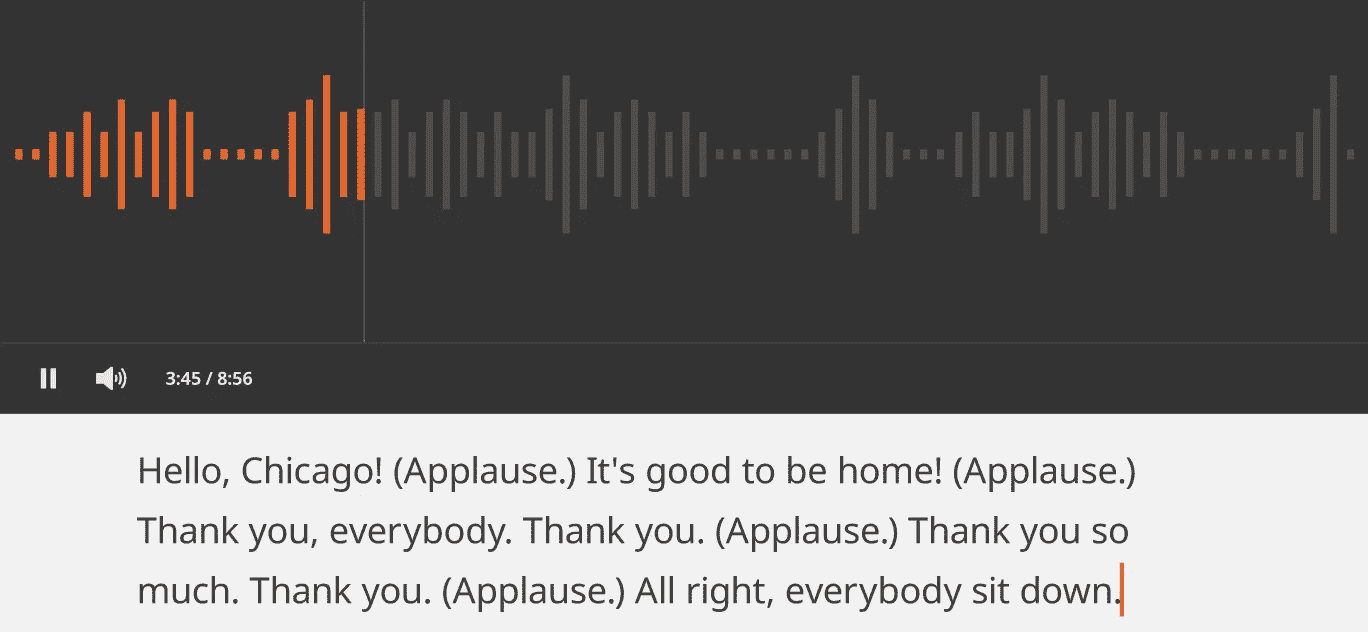 3:45 / 8:56
Hello, Chicago! (Applause.) It's good to be home! (Applause.)
Thank you, everybody. Thank you. (Applause.) Thank you so
much. Thank you. (Applause.) All right, everybody sit down.